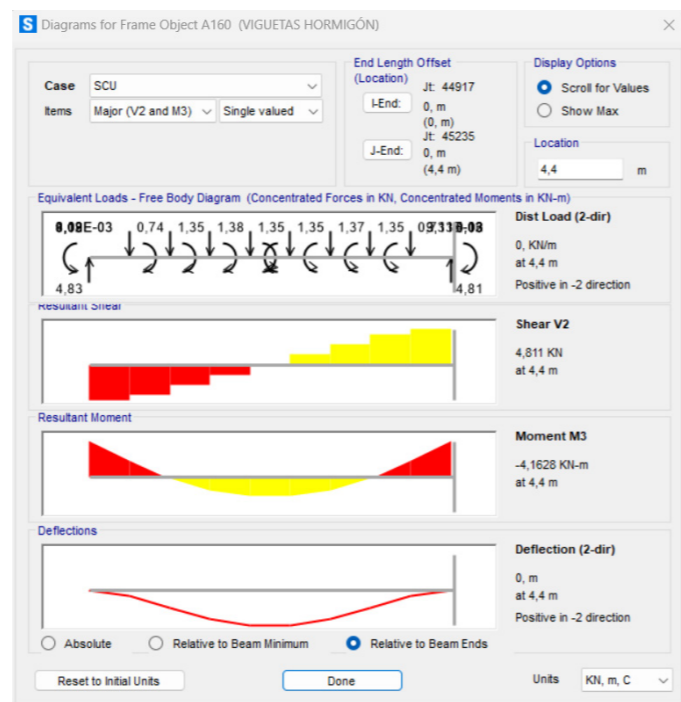 S Diagrams for Frame Object A160 (VIGUETAS HORMIGÓN)
End Length Offset
(Location)
Display Options
Case SCU
Items Major (V2 and M3) Single valued
Jt: 44917
I-End: 0, m
(0, m)
Jt: 45235
J-End: 0, m
(4,4 m)
Scroll for Values
Show Max
Location
4,4 m
Equivalent Loads - Free Body Diagram (Concentrated Forces in KN, Concentrated Moments in KN-m)
0,74 1,35 1,38 1,35 1,35 1,37 1,35
4,83 4,81
Dist Load (2-dir)
0, KN/m
at 4,4 m
Positive in -2 direction
Resultant Shear
Shear V2
4,811 KN
at 4,4 m
Resultant Moment
Moment M3
-4,1628 KN-m
at 4,4 m
Deflections
Deflection (2-dir)
0, m
at 4,4 m
Positive in -2 direction
Absolute Relative to Beam Minimum Relative to Beam Ends
Reset to Initial Units Done Units KN, m, C